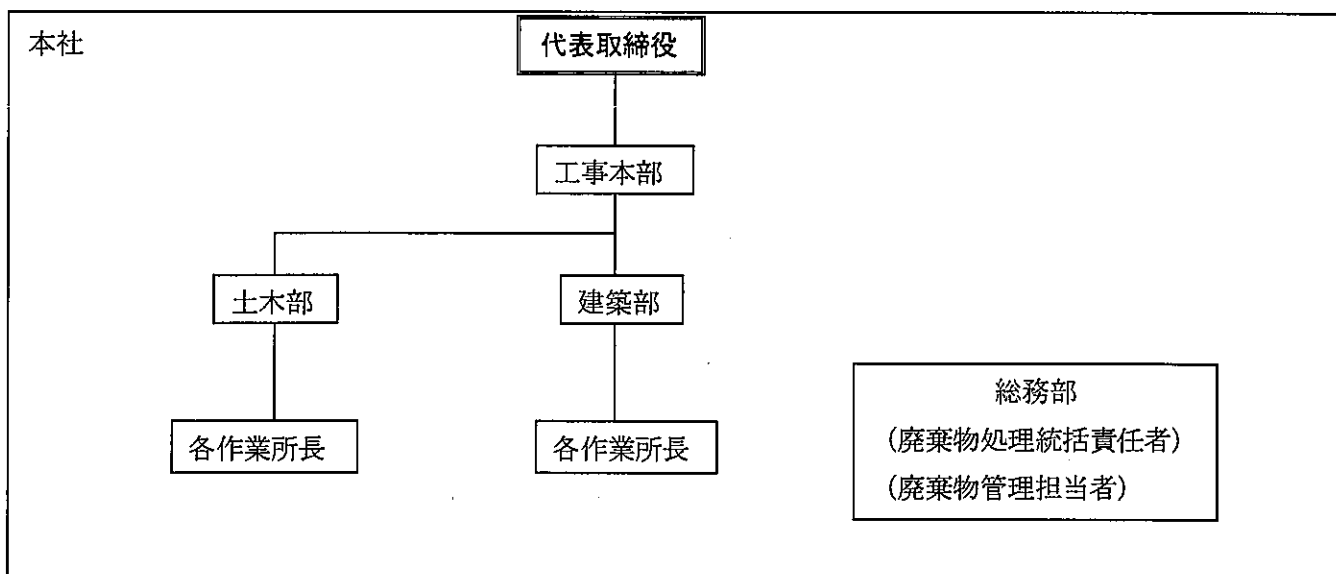 本社
代表取締役
工事本部
土木部
建築部
各作業所長
各作業所長
総務部
(廃棄物処理統括責任者)
(廃棄物管理担当者)